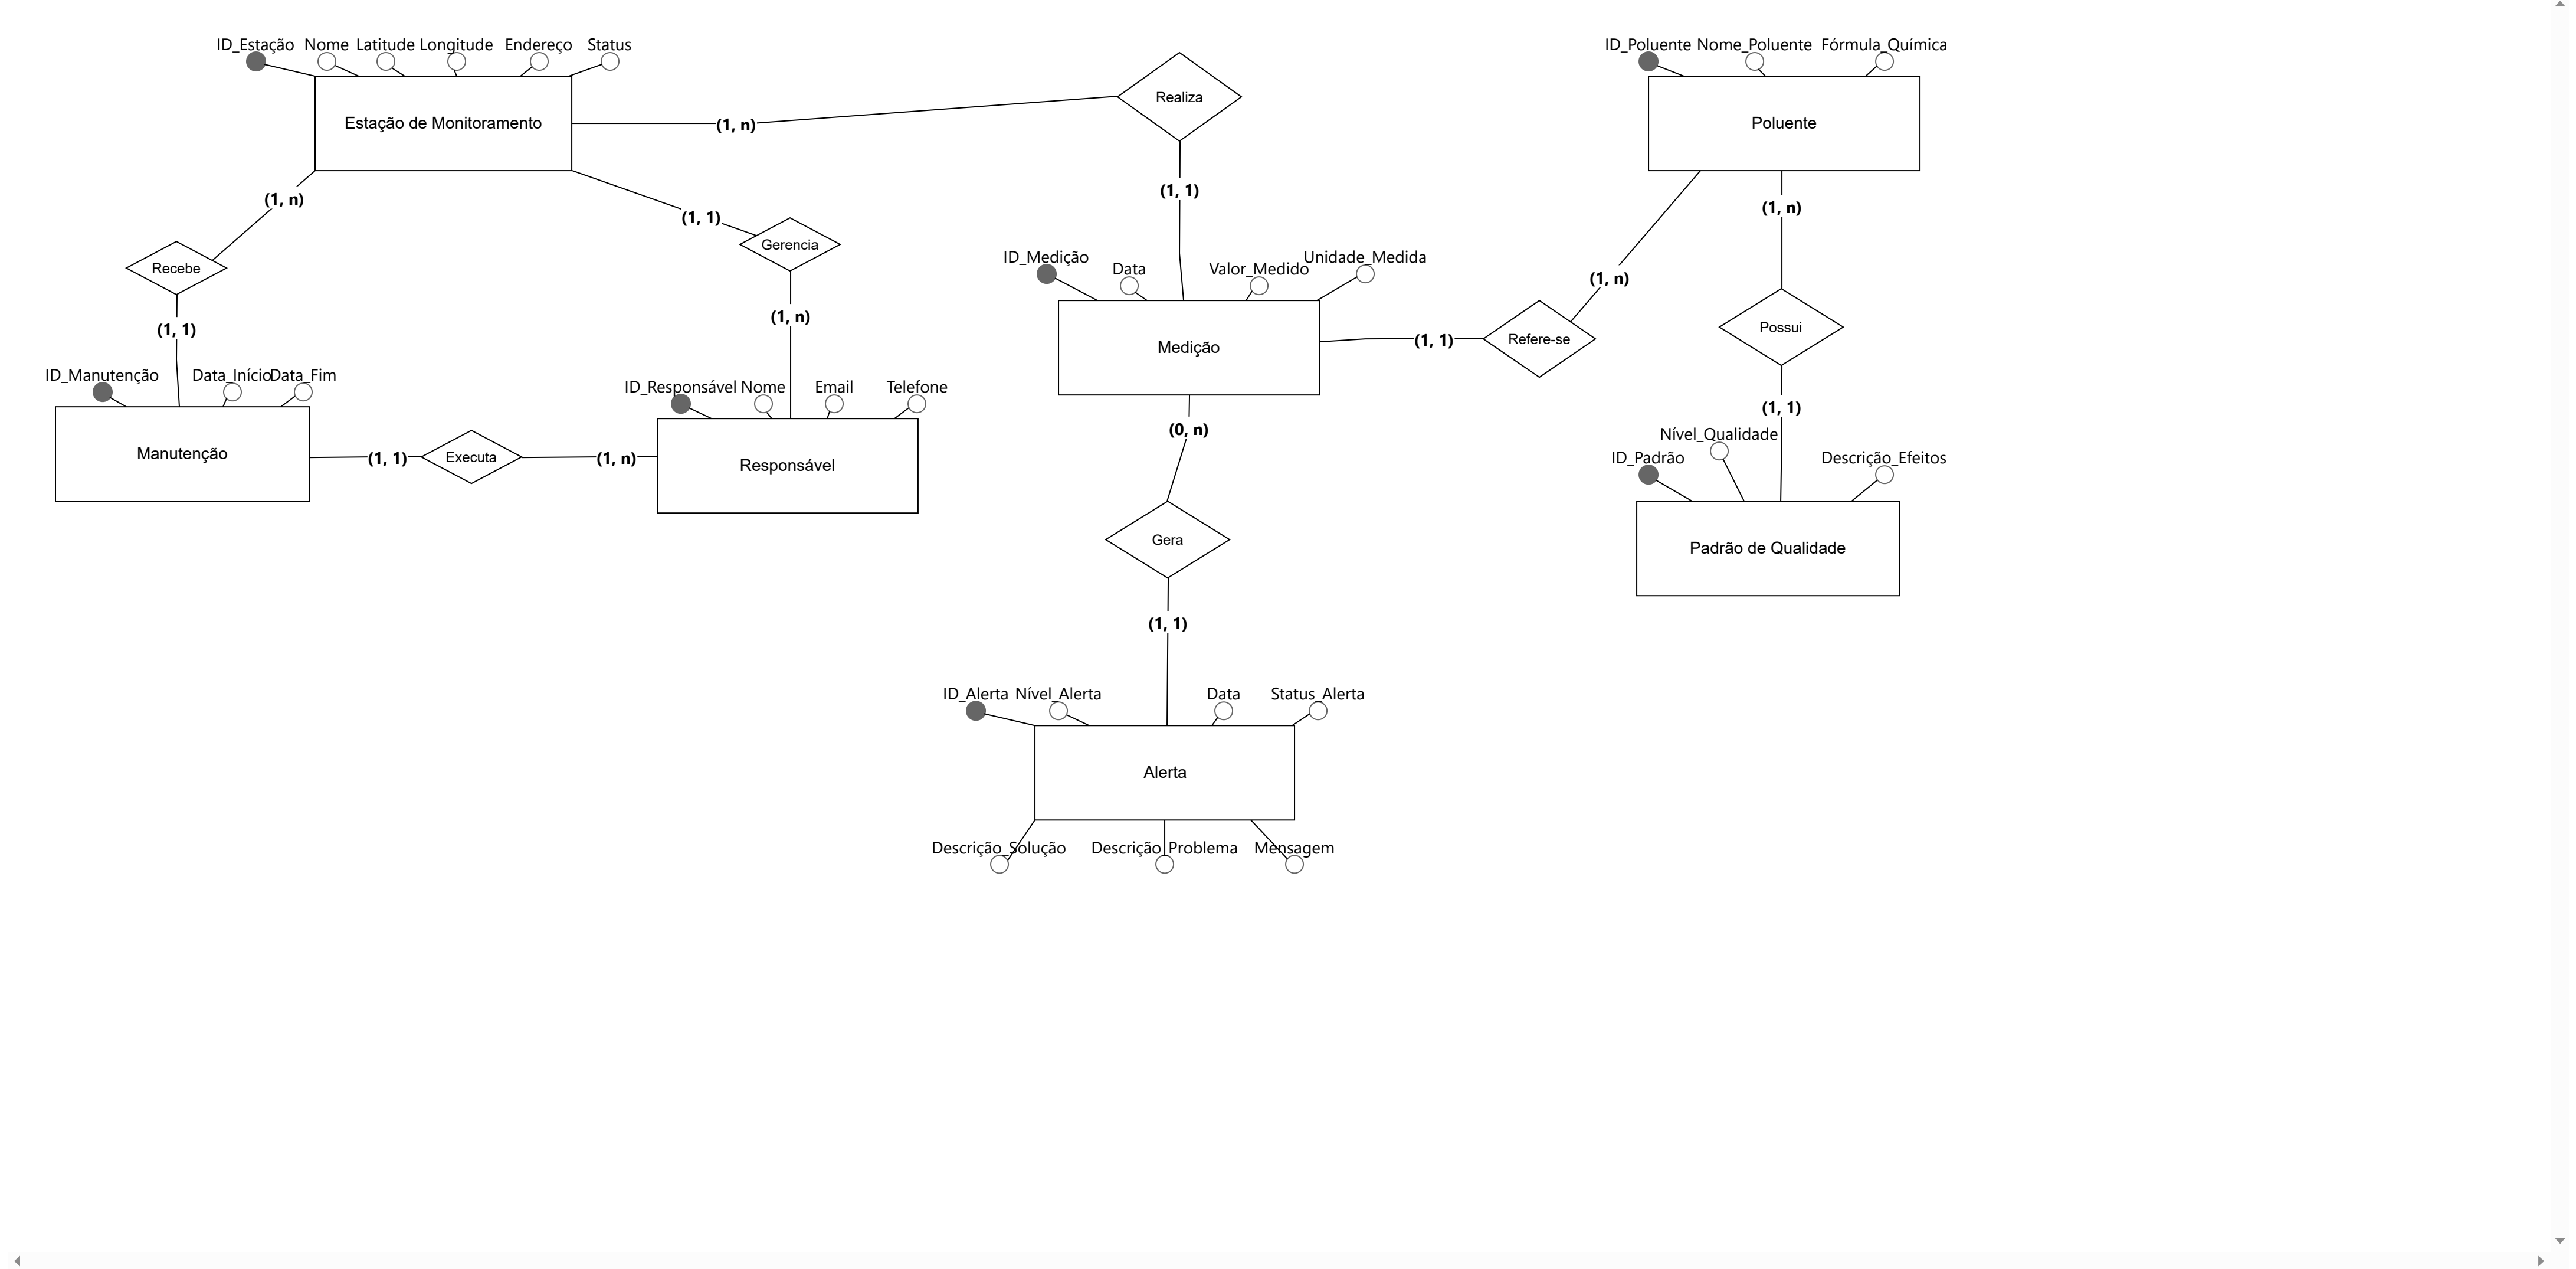 ID_Estação Nome Latitude Longitude Endereço Status
Estação de Monitoramento
(1, n)
Realiza
ID_Poluente Nome_Poluente Fórmula_Química
Poluente
(1, n)
(1, 1)
Gerencia
Recebe
(1, 1)
(1, n)
(1, 1)
(1, n)
(1, n)
Refere-se
(1, 1)
Possui
(1, 1)
ID_Medição Data Valor_Medido Unidade_Medida
Medição
(0, n)
ID_Manutenção Data_Início Data_Fim
Manutenção
(1, 1)
Executa
(1, n)
ID_Responsável Nome Email Telefone
Responsável
ID_Padrão Nível_Qualidade Descrição_Efeitos
Padrão de Qualidade
Gera
(1, 1)
ID_Alerta Nível_Alerta Data Status_Alerta
Alerta
Descrição_Solução Descrição_Problema Mensagem